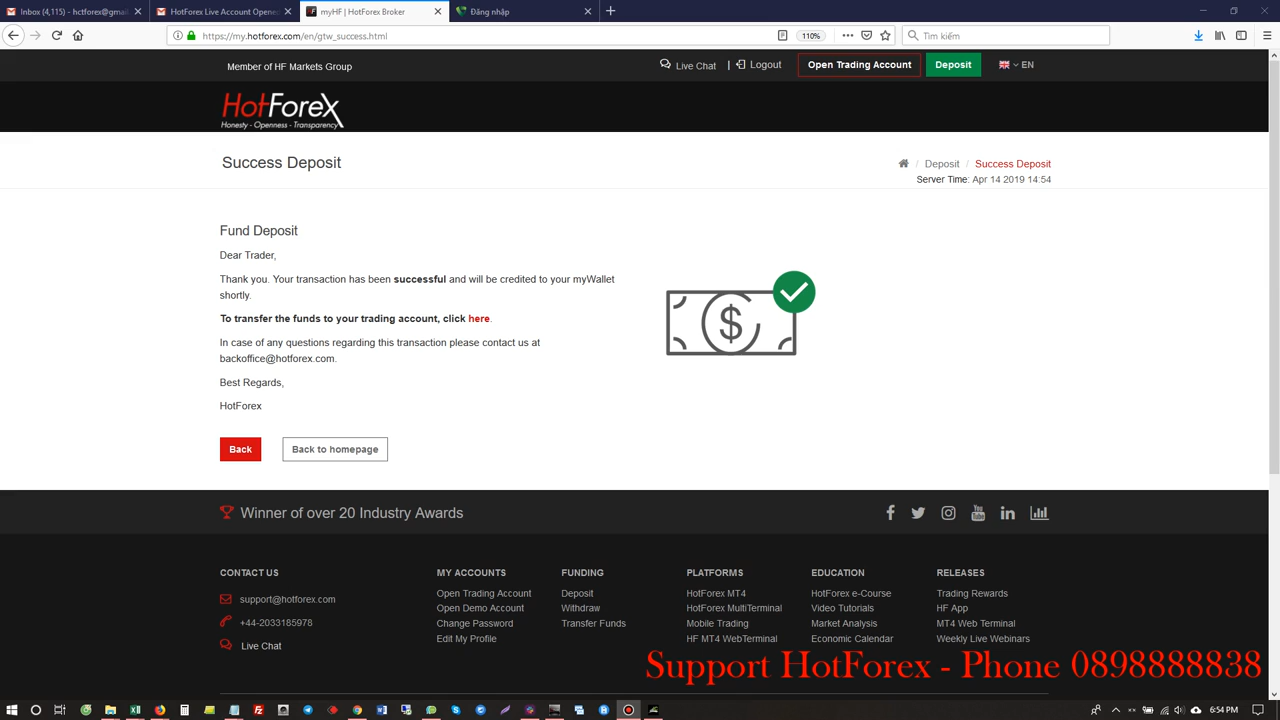 Inbox (4,115) - hctforex@gmai
HotForex Live Account Opene
myHF | HotForex Broker
Đăng nhập
https://my.hotforex.com/en/gtw_success.html
110%
Tìm kiếm
Member of HF Markets Group
Live Chat
Logout
Open Trading Account
Deposit
EN
HotForex
Honesty - Openness - Transparency
Success Deposit
Deposit / Success Deposit
Server Time: Apr 14 2019 14:54
Fund Deposit
Dear Trader,
Thank you. Your transaction has been successful and will be credited to your myWallet
shortly.
To transfer the funds to your trading account, click here.
In case of any questions regarding this transaction please contact us at
backoffice@hotforex.com.
Best Regards,
HotForex
Back
Back to homepage
Winner of over 20 Industry Awards
CONTACT US
support@hotforex.com
+44-2033185978
Live Chat
MY ACCOUNTS
Open Trading Account
Open Demo Account
Change Password
Edit My Profile
FUNDING
Deposit
Withdraw
Transfer Funds
PLATFORMS
HotForex MT4
HotForex MultiTerminal
Mobile Trading
HF MT4 WebTerminal
EDUCATION
HotForex e-Course
Video Tutorials
Market Analysis
Economic Calendar
RELEASES
Trading Rewards
HF App
MT4 Web Terminal
Weekly Live Webinars
Support HotForex - Phone 0898888838
6:54 PM